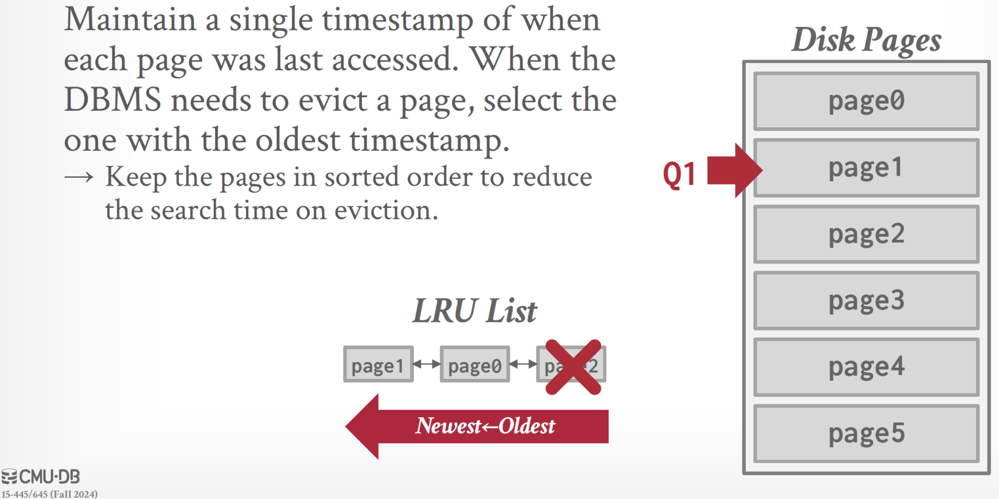 Maintain a single timestamp of when
each page was last accessed. When the
DBMS needs to evict a page, select the
one with the oldest timestamp.
→ Keep the pages in sorted order to reduce
the search time on eviction.
Disk Pages
page0
Q1
page1
page2
page3
page4
page5
LRU List
page1
page0
page2
Newest←Oldest
CMU·DB
15-445/645 (Fall 2024)